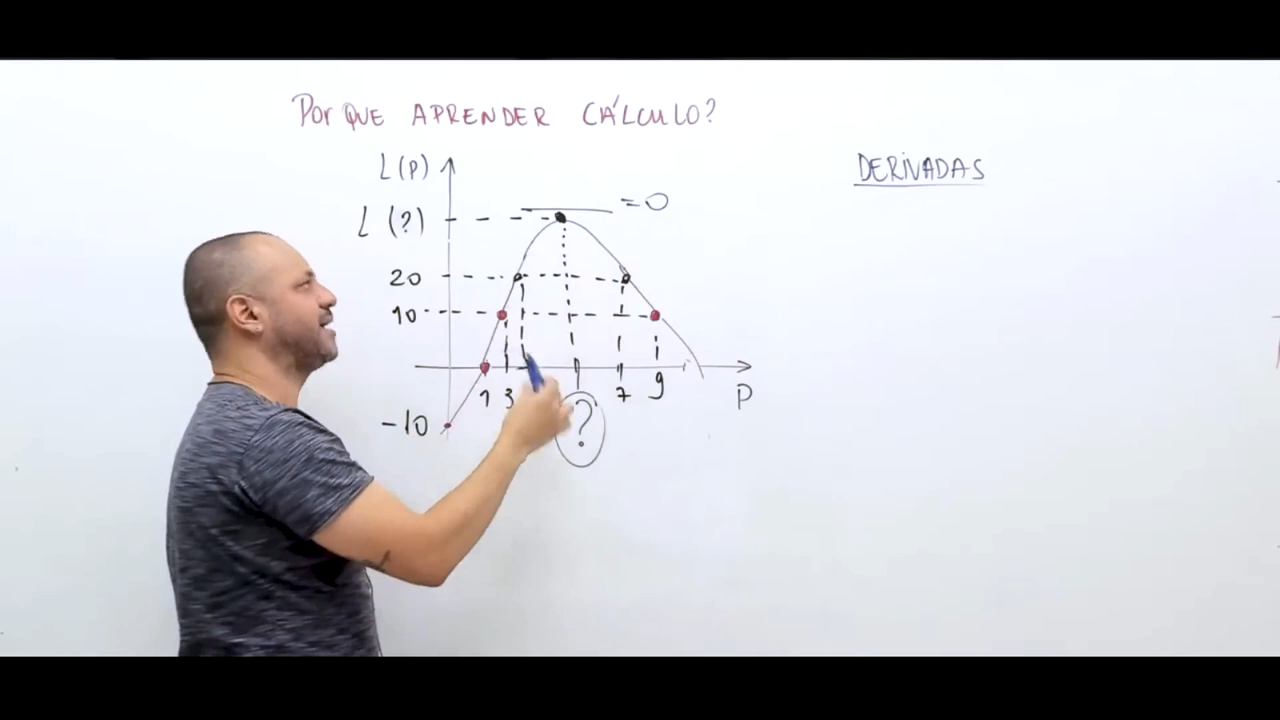 Por QUE APRENDER CÁLCULO?
DERIVADAS
L(P)
L(?)
=0
20
10
1 3 7 9
P
-10
?